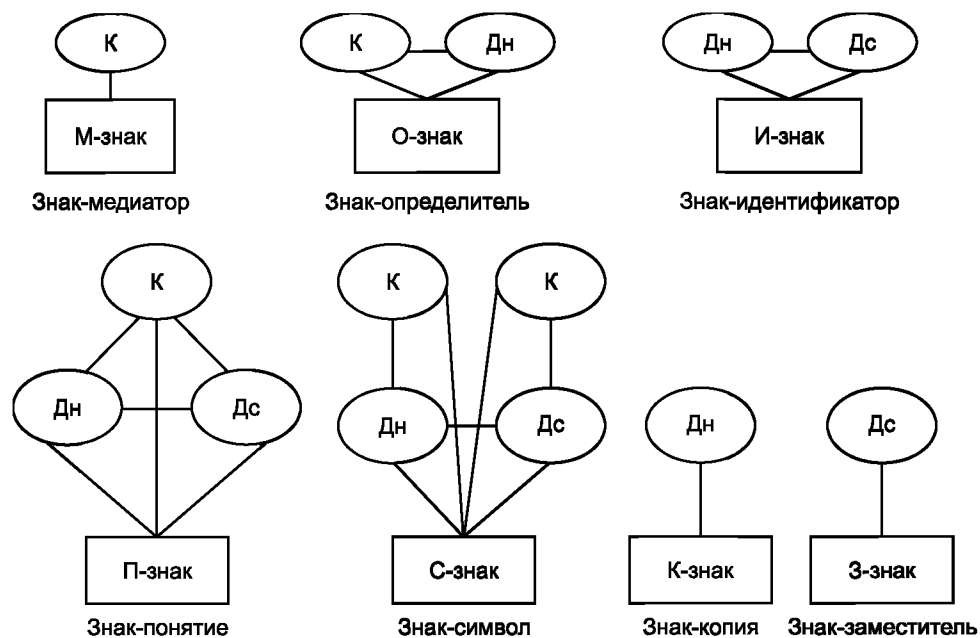 К
К Дн
Дн Дс
М-знак
О-знак
И-знак
Знак-медиатор
Знак-определитель
Знак-идентификатор
К
К
К
Дн Дс
Дн Дс
Дн
Дс
П-знак
С-знак
К-знак
З-знак
Знак-понятие
Знак-символ
Знак-копия
Знак-заместитель